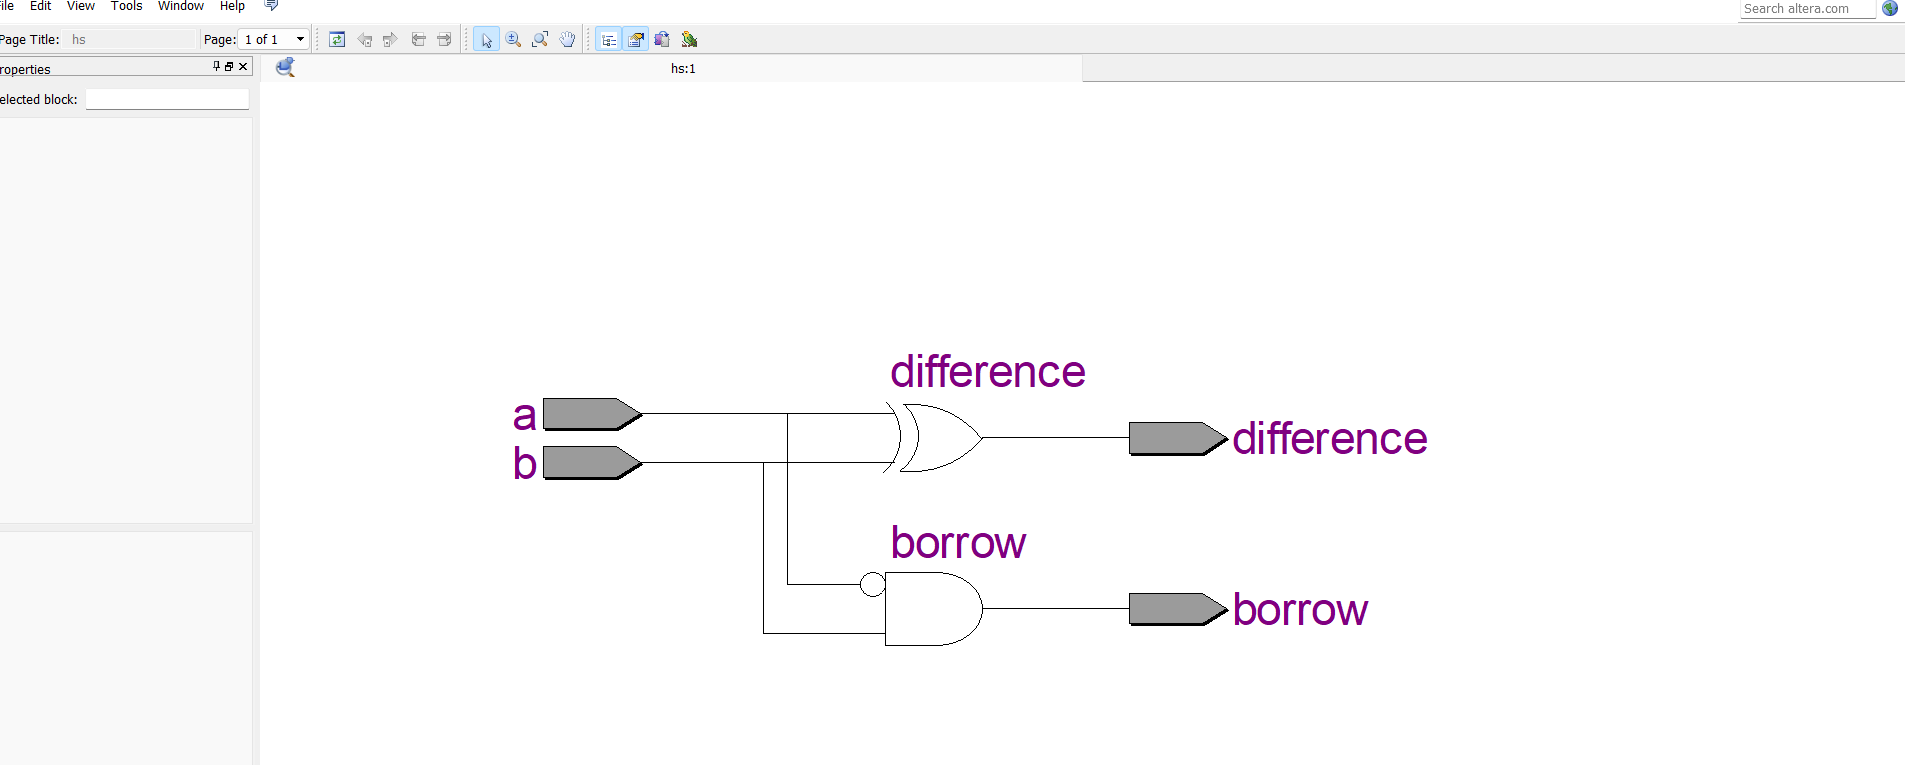 ile Edit View Tools Window Help
Search altera.com
Page Title: hs Page: 1 of 1
roperties
hs:1
elected block:
difference
a
difference
b
borrow
borrow